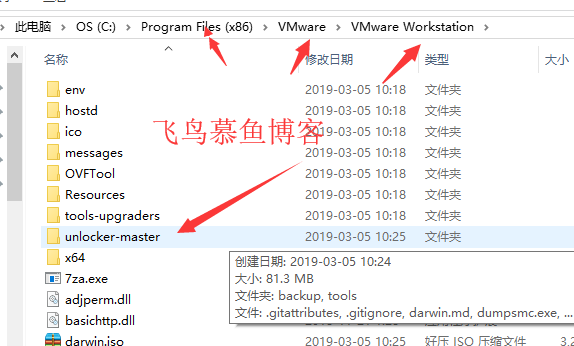 此电脑 › OS (C:) › Program Files (x86) › VMware › VMware Workstation ›
名称 修改日期 类型 大小
env 2019-03-05 10:18 文件夹
hostd 2019-03-05 10:18 文件夹
ico 2019-03-05 10:18 文件夹
飞鸟慕鱼博客
messages 2019-03-05 10:18 文件夹
OVFTool 2019-03-05 10:18 文件夹
Resources 2019-03-05 10:18 文件夹
tools-upgraders 2019-03-05 10:18 文件夹
unlocker-master 2019-03-05 10:25 文件夹
x64
创建日期: 2019-03-05 10:24
7za.exe
大小: 81.3 MB
adjperm.dll
文件夹: backup, tools
basichttp.dll
文件: .gitattributes, .gitignore, darwin.md, dumpsmc.exe, ...
darwin.iso 好压 ISO 压缩文件